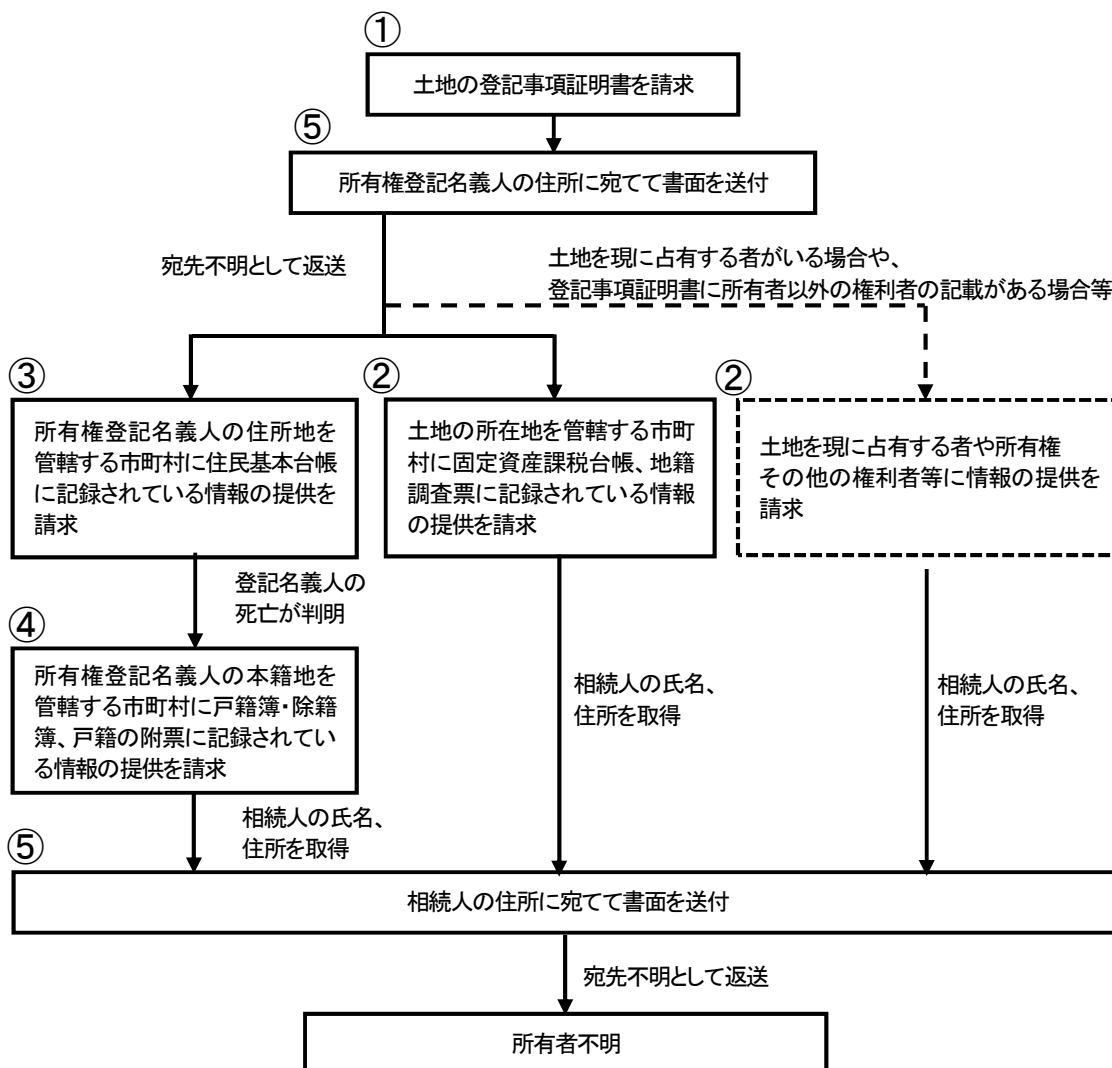 ①
土地の登記事項証明書を請求
⑤
所有権登記名義人の住所に宛てて書面を送付
宛先不明として返送
土地を現に占有する者がいる場合や、
登記事項証明書に所有者以外の権利者の記載がある場合等
③
所有権登記名義人の住所地を
管轄する市町村に住民基本台帳
に記録されている情報の提供を
請求
②
土地の所在地を管轄する市町
村に固定資産課税台帳、地籍
調査票に記録されている情報
の提供を請求
②
土地を現に占有する者や所有権
その他の権利者等に情報の提供を
請求
登記名義人の
死亡が判明
④
所有権登記名義人の本籍地を
管轄する市町村に戸籍簿・除籍
簿、戸籍の附票に記録されてい
る情報の提供を請求
相続人の氏名、
住所を取得
相続人の氏名、
住所を取得
相続人の氏名、
住所を取得
⑤
相続人の住所に宛てて書面を送付
宛先不明として返送
所有者不明